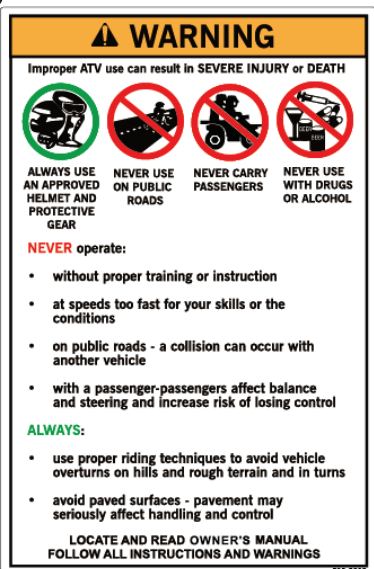 WARNING
Improper ATV use can result in SEVERE INJURY or DEATH
ALWAYS USE
AN APPROVED
HELMET AND
PROTECTIVE
GEAR
NEVER USE
ON PUBLIC
ROADS
NEVER CARRY
PASSENGERS
BEER
BEER
NEVER USE
WITH DRUGS
OR ALCOHOL
NEVER operate:
• without proper training or instruction
• at speeds too fast for your skills or the
conditions
• on public roads - a collision can occur with
another vehicle
• with a passenger-passengers affect balance
and steering and increase risk of losing control
ALWAYS:
• use proper riding techniques to avoid vehicle
overturns on hills and rough terrain and in turns
• avoid paved surfaces - pavement may
seriously affect handling and control
LOCATE AND READ OWNER'S MANUAL
FOLLOW ALL INSTRUCTIONS AND WARNINGS